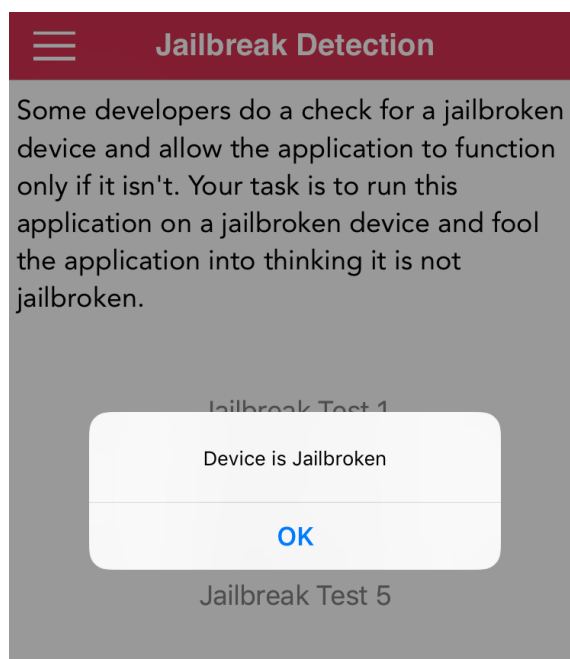 Jailbreak Detection
Some developers do a check for a jailbroken
device and allow the application to function
only if it isn't. Your task is to run this
application on a jailbroken device and fool
the application into thinking it is not
jailbroken.
Jailbreak Test 1
Device is Jailbroken
OK
Jailbreak Test 5